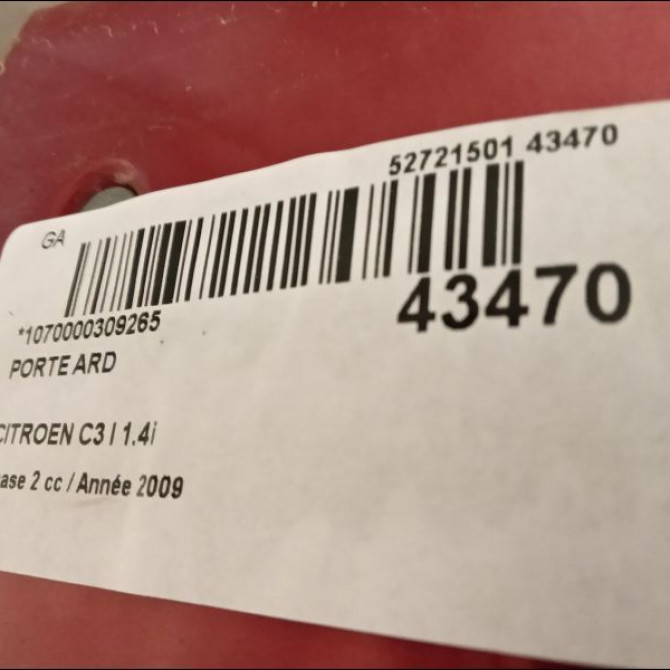 52721501 43470
GA
43470
*1070000309265
PORTE ARD
CITROEN C3 I 1.4i
ase 2 cc / Année 2009